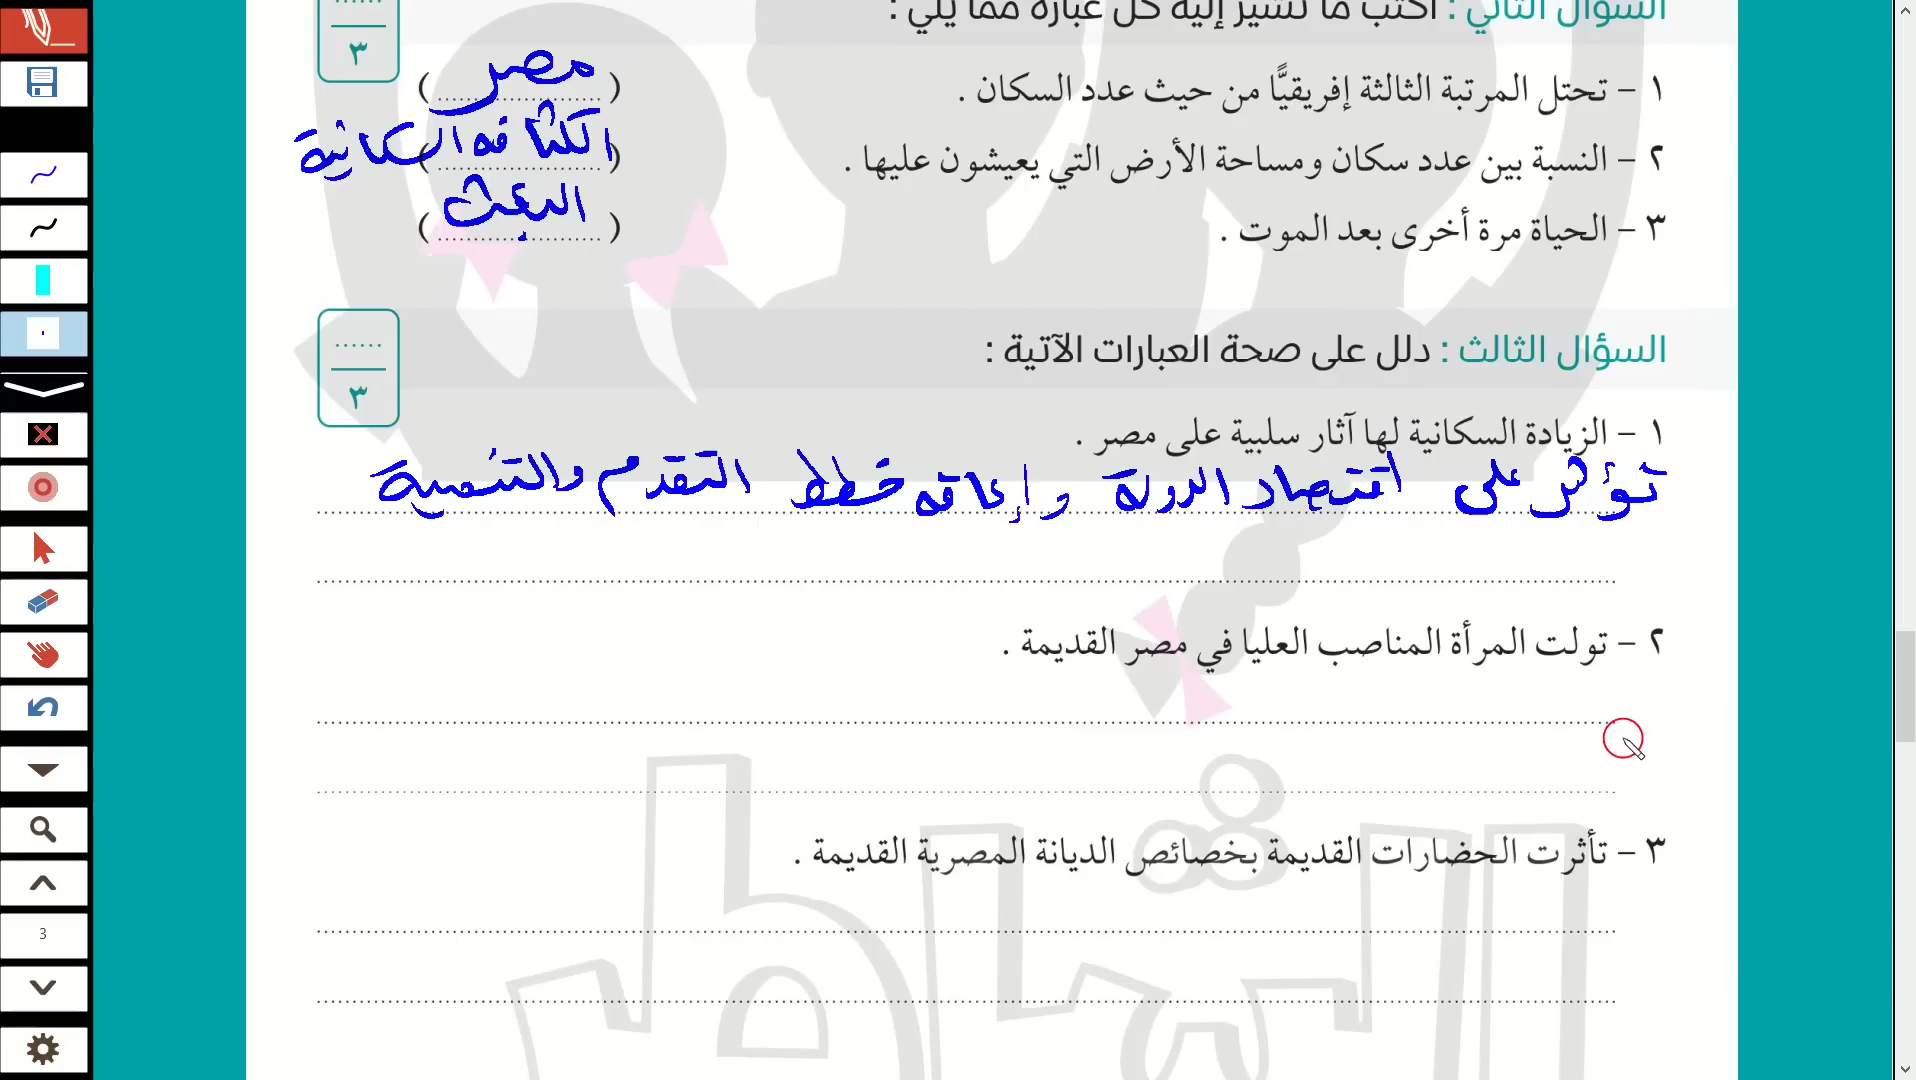 السؤال الثاني : اكتب ما تشير إليه كل عبارة مما يلي :
......
٣
١ – تحتل المرتبة الثالثة إفريقيًّا من حيث عدد السكان . ( مصر )
٢ – النسبة بين عدد سكان ومساحة الأرض التي يعيشون عليها . ( الكثافه السكانية )
٣ – الحياة مرة أخرى بعد الموت . ( البعث )
السؤال الثالث : دلل على صحة العبارات الآتية :
......
٣
١ – الزيادة السكانية لها آثار سلبية على مصر .
تؤثر على اقتصاد الدولة وإعاقه خطط التقدم والتنمية
٢ – تولت المرأة المناصب العليا في مصر القديمة .
٣ – تأثرت الحضارات القديمة بخصائص الديانة المصرية القديمة .
3